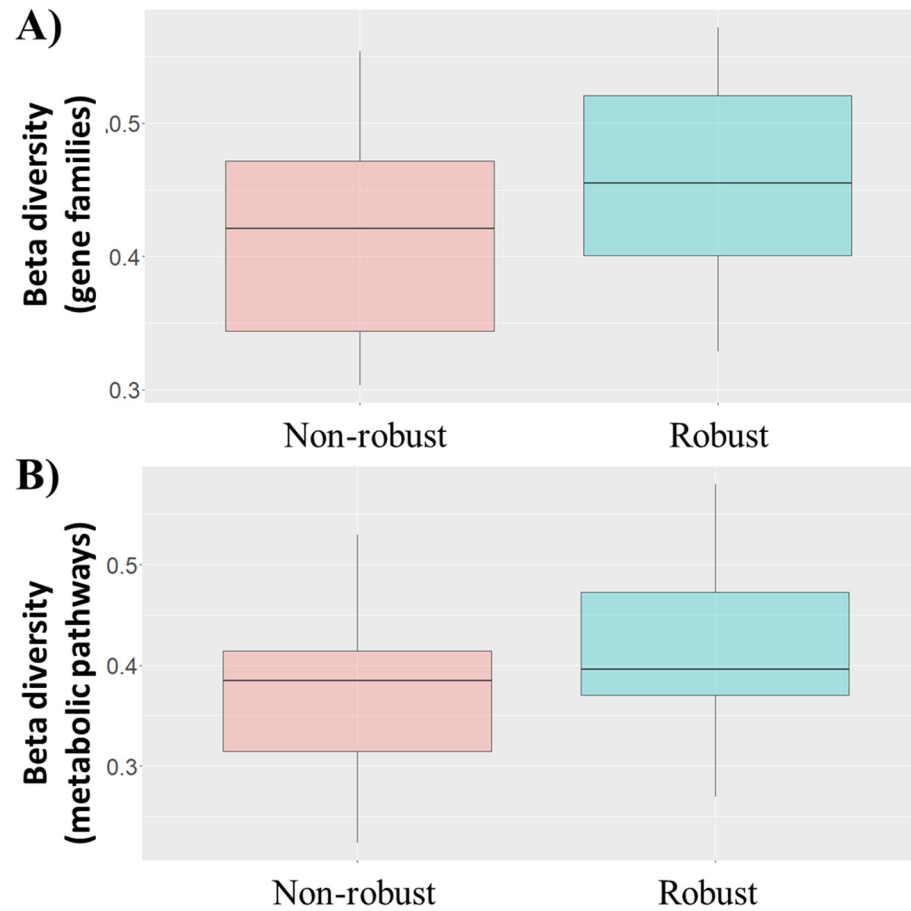 A)
Beta diversity
(gene families)
.0.5
0.4
0.3
Non-robust Robust
B)
Beta diversity
(metabolic pathways)
0.5
0.4
0.3
Non-robust Robust